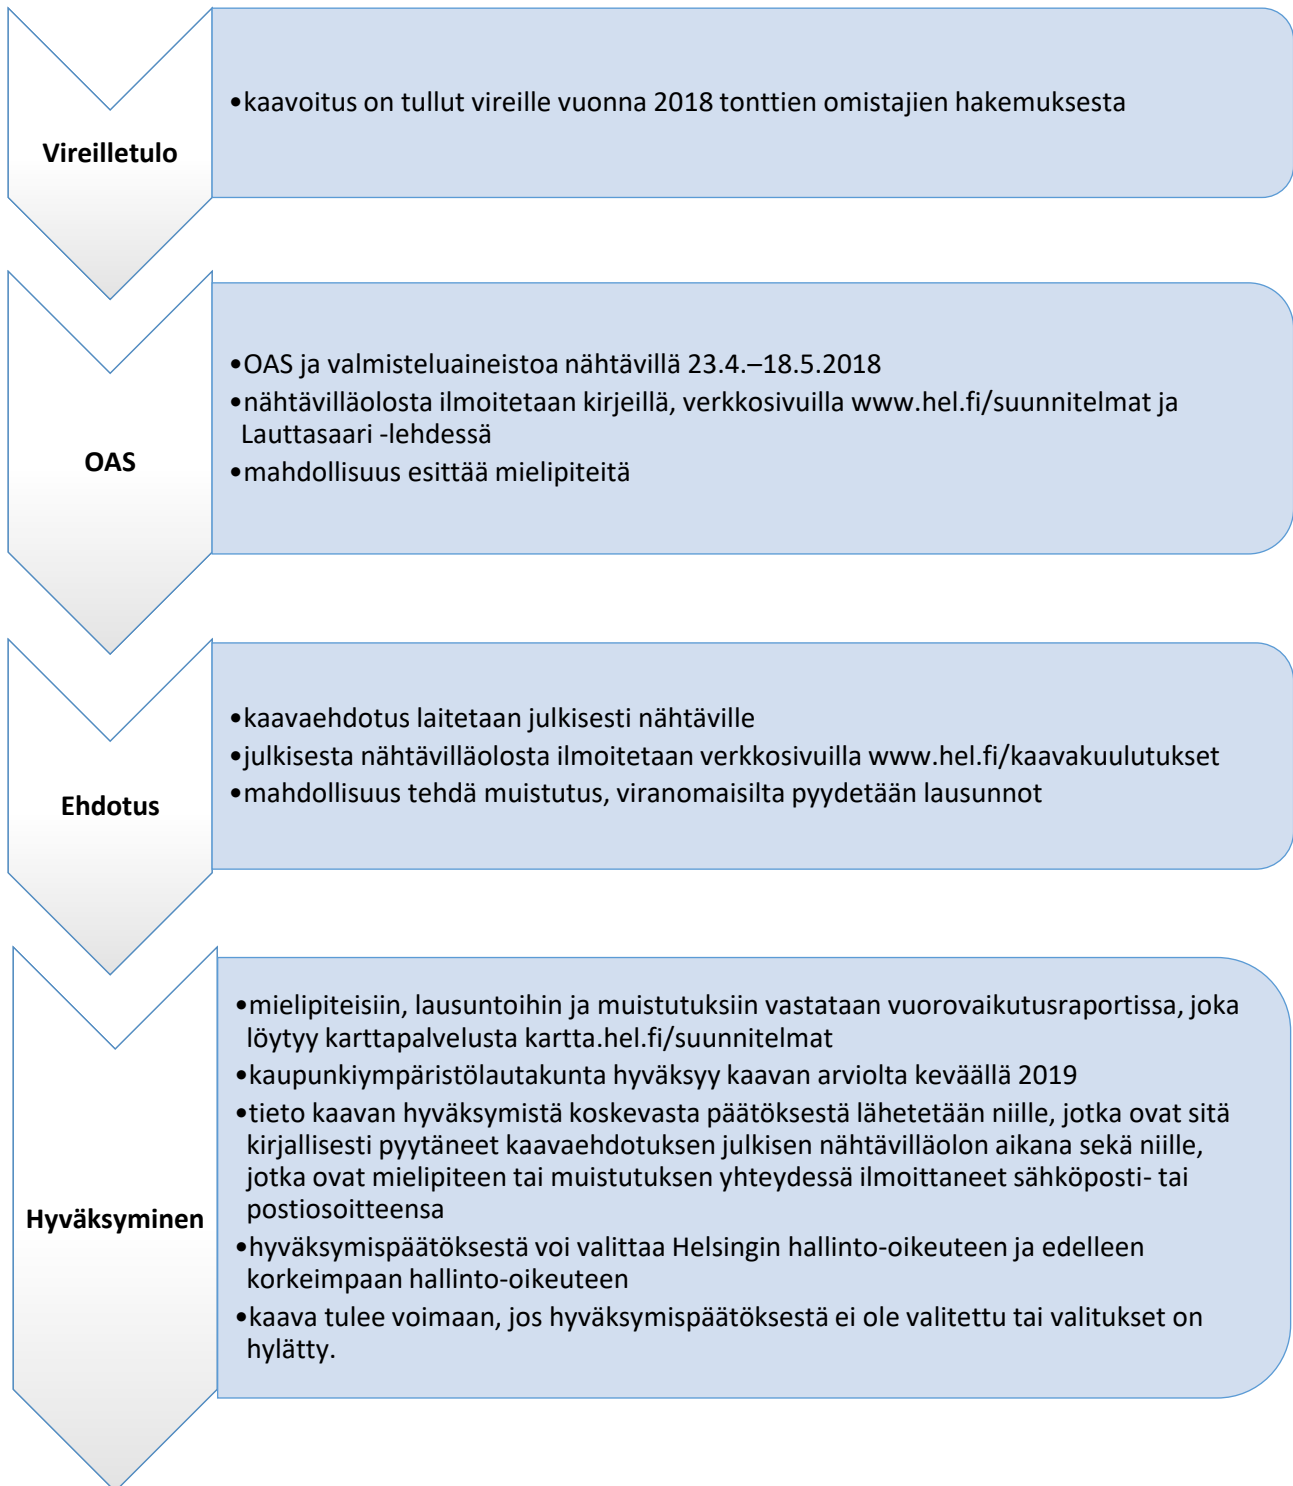 Vireilletulo
•kaavoitus on tullut vireille vuonna 2018 tonttien omistajien hakemuksesta
OAS
•OAS ja valmisteluaineistoa nähtävillä 23.4.–18.5.2018
•nähtävilläolosta ilmoitetaan kirjeillä, verkkosivuilla www.hel.fi/suunnitelmat ja
Lauttasaari -lehdessä
•mahdollisuus esittää mielipiteitä
Ehdotus
•kaavaehdotus laitetaan julkisesti nähtäville
•julkisesta nähtävilläolosta ilmoitetaan verkkosivuilla www.hel.fi/kaavakuulutukset
•mahdollisuus tehdä muistutus, viranomaisilta pyydetään lausunnot
Hyväksyminen
•mielipiteisiin, lausuntoihin ja muistutuksiin vastataan vuorovaikutusraportissa, joka
löytyy karttapalvelusta kartta.hel.fi/suunnitelmat
•kaupunkiympäristölautakunta hyväksyy kaavan arviolta keväällä 2019
•tieto kaavan hyväksymistä koskevasta päätöksestä lähetetään niille, jotka ovat sitä
kirjallisesti pyytäneet kaavaehdotuksen julkisen nähtävilläolon aikana sekä niille,
jotka ovat mielipiteen tai muistutuksen yhteydessä ilmoittaneet sähköposti- tai
postiosoitteensa
•hyväksymispäätöksestä voi valittaa Helsingin hallinto-oikeuteen ja edelleen
korkeimpaan hallinto-oikeuteen
•kaava tulee voimaan, jos hyväksymispäätöksestä ei ole valitettu tai valitukset on
hylätty.